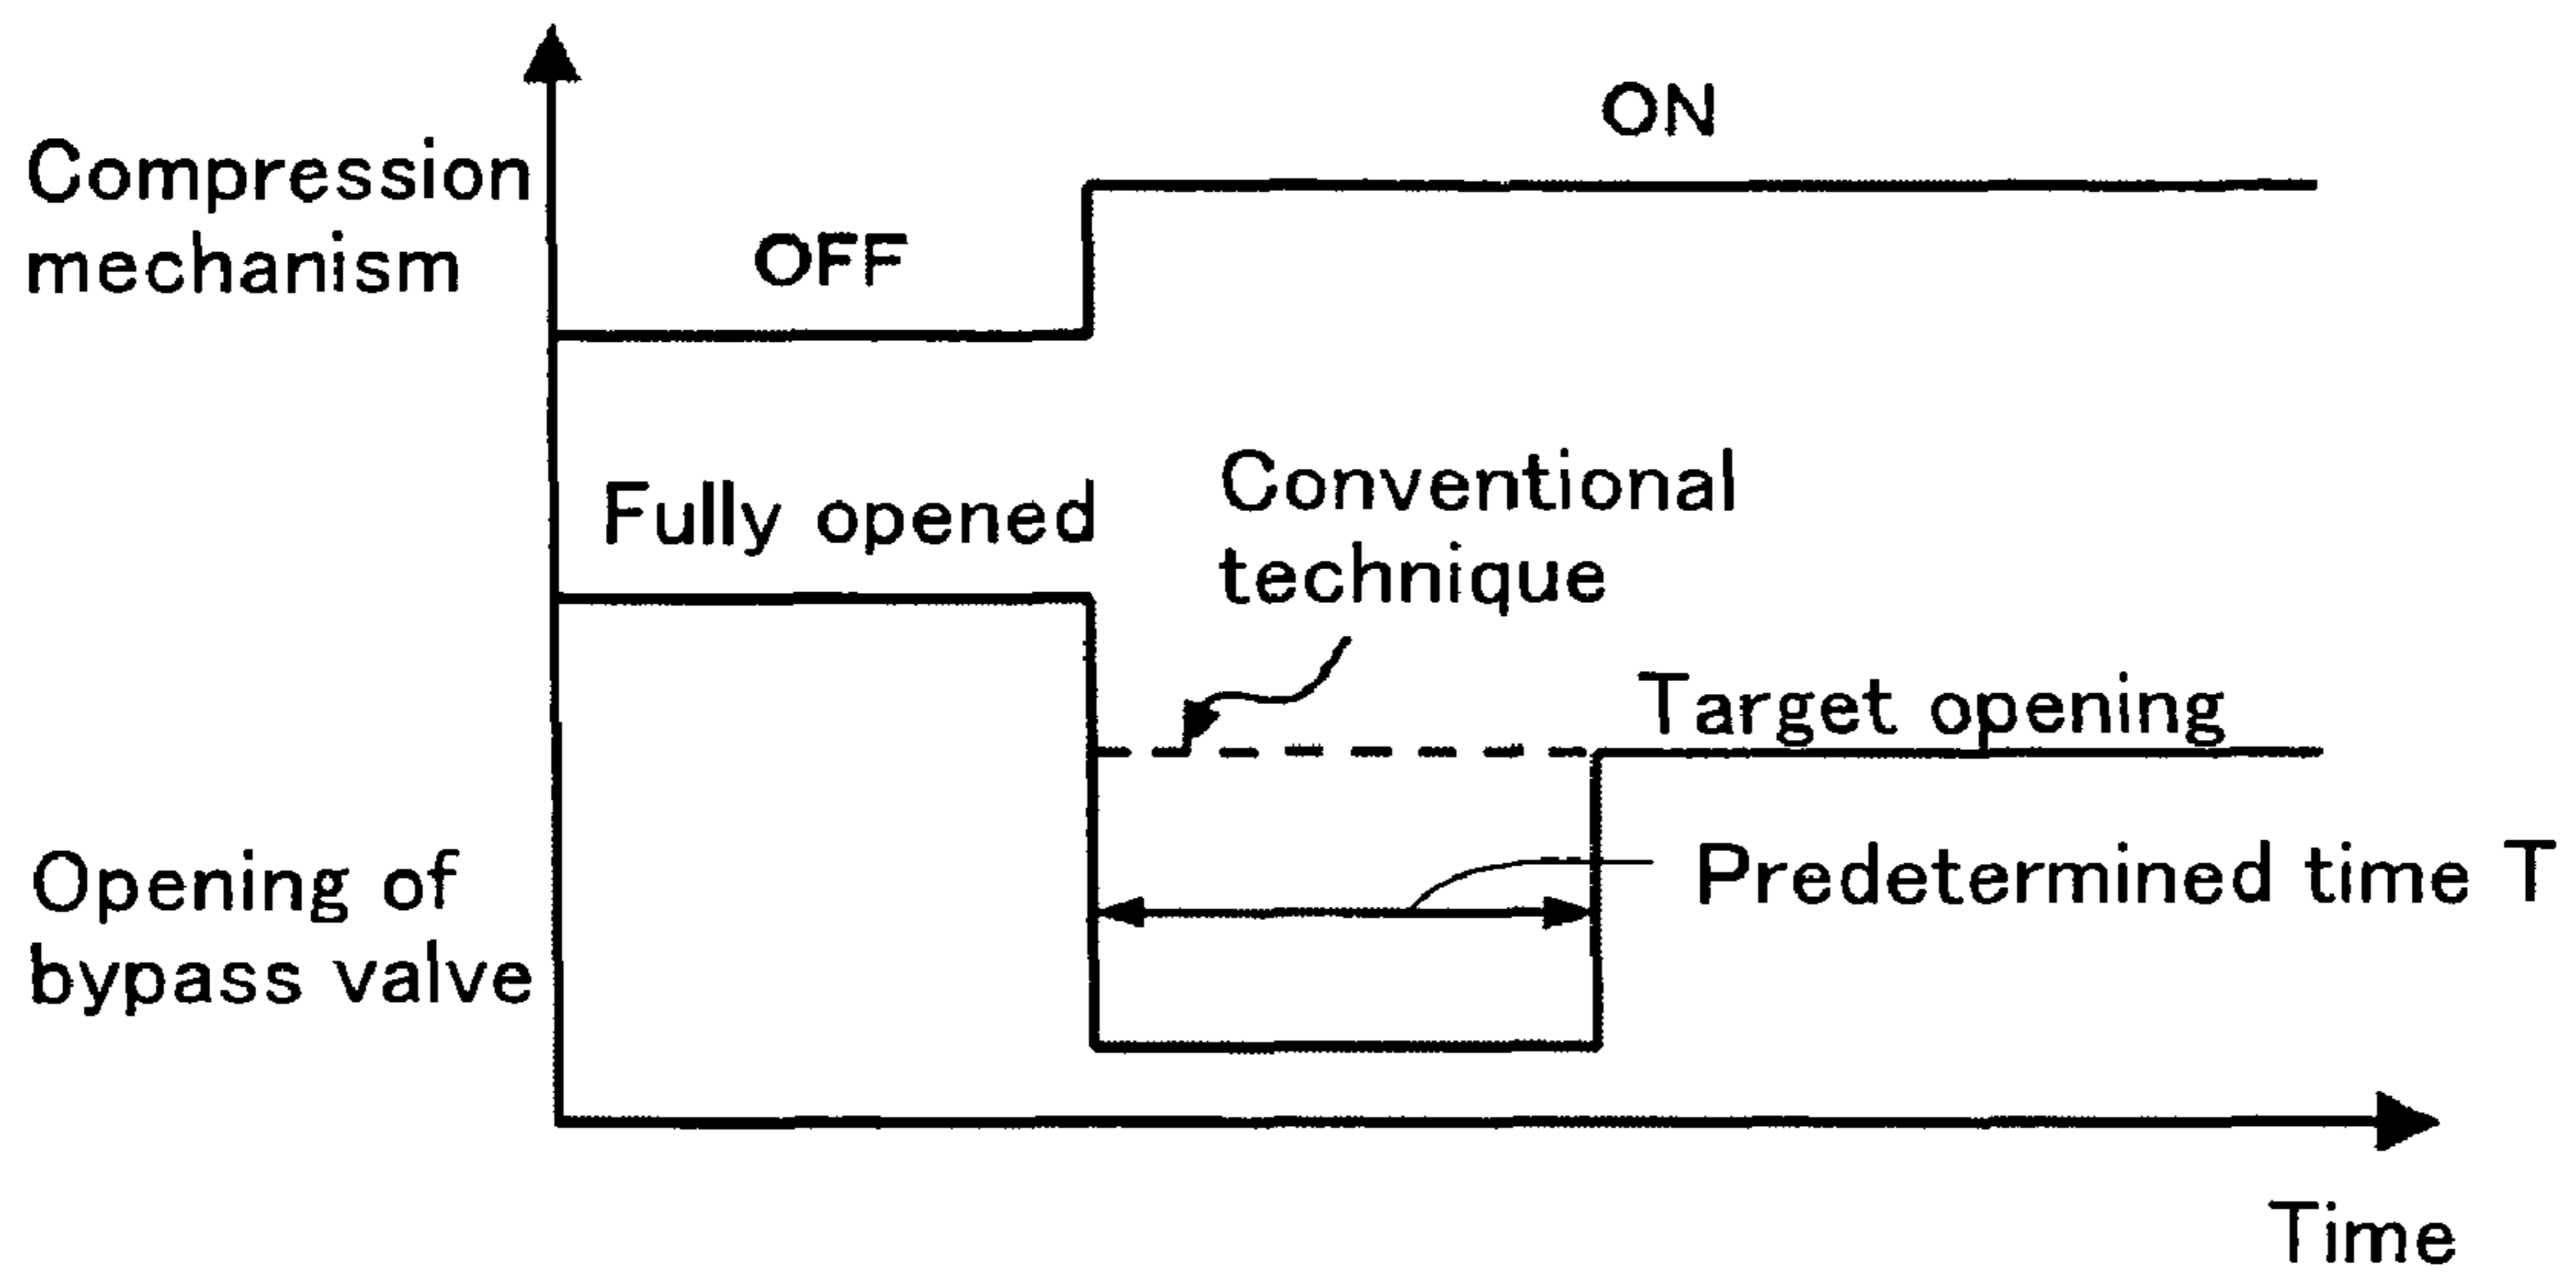 ON
Compression
mechanism
OFF
Conventional
technique
Fully opened
Target opening
Opening of
bypass valve
Predetermined time T
Time